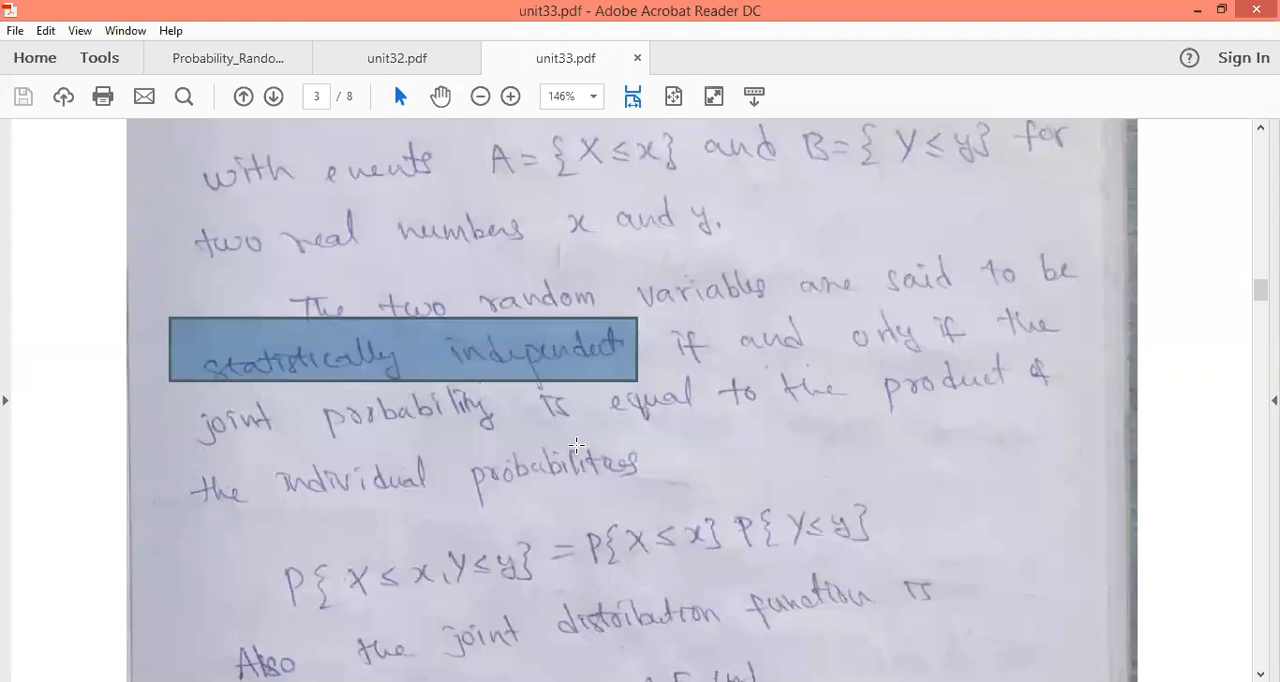 unit33.pdf - Adobe Acrobat Reader DC
File Edit View Window Help
Home Tools Probability_Rando... unit32.pdf unit33.pdf × Sign In
3 / 8 146%
with events A = {X ≤ x} and B = {Y ≤ y} for
two real numbers x and y.
The two random variables are said to be
statistically independent if and only if the
joint probability is equal to the product of
the individual probabilities
P{X ≤ x, Y ≤ y} = P{X ≤ x} P{Y ≤ y}
Also the joint distribution function is